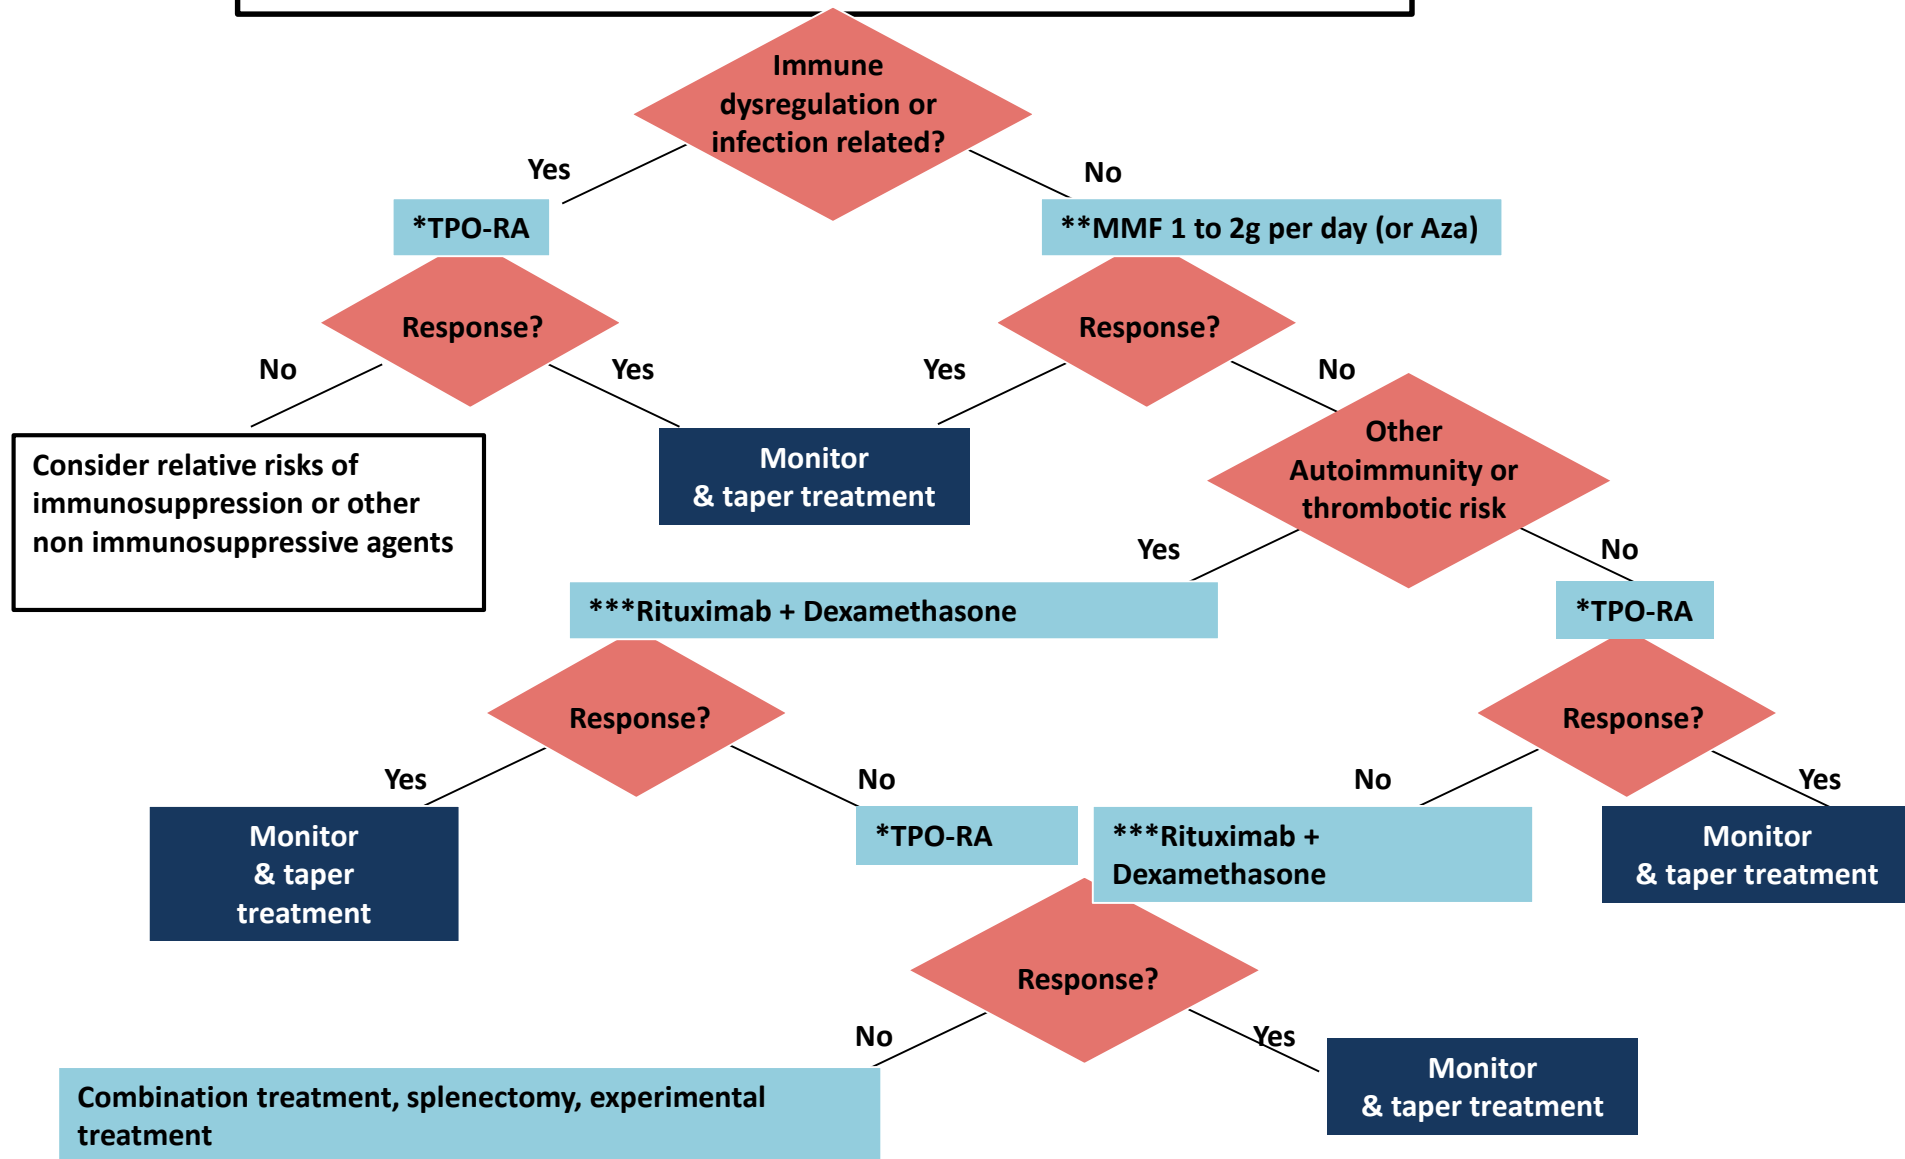 Immune
dysregulation or
infection related?
Yes
No
*TPO-RA
**MMF 1 to 2g per day (or Aza)
Response?
Response?
No
Yes
Yes
No
Consider relative risks of
immunosuppression or other
non immunosuppressive agents
Monitor
& taper treatment
Other
Autoimmunity or
thrombotic risk
Yes
No
***Rituximab + Dexamethasone
*TPO-RA
Response?
Response?
Yes
No
No
Yes
Monitor
& taper
treatment
*TPO-RA
***Rituximab +
Dexamethasone
Monitor
& taper treatment
Response?
No
Yes
Combination treatment, splenectomy, experimental
treatment
Monitor
& taper treatment